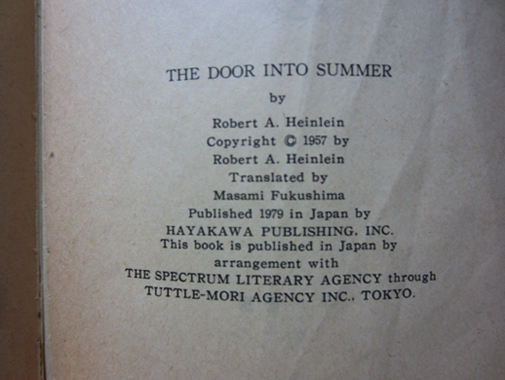 THE DOOR INTO SUMMER
by
Robert A. Heinlein
Copyright © 1957 by
Robert A. Heinlein
Translated by
Masami Fukushima
Published 1979 in Japan by
HAYAKAWA PUBLISHING, INC.
This book is published in Japan by
arrangement with
THE SPECTRUM LITERARY AGENCY through
TUTTLE-MORI AGENCY INC., TOKYO.